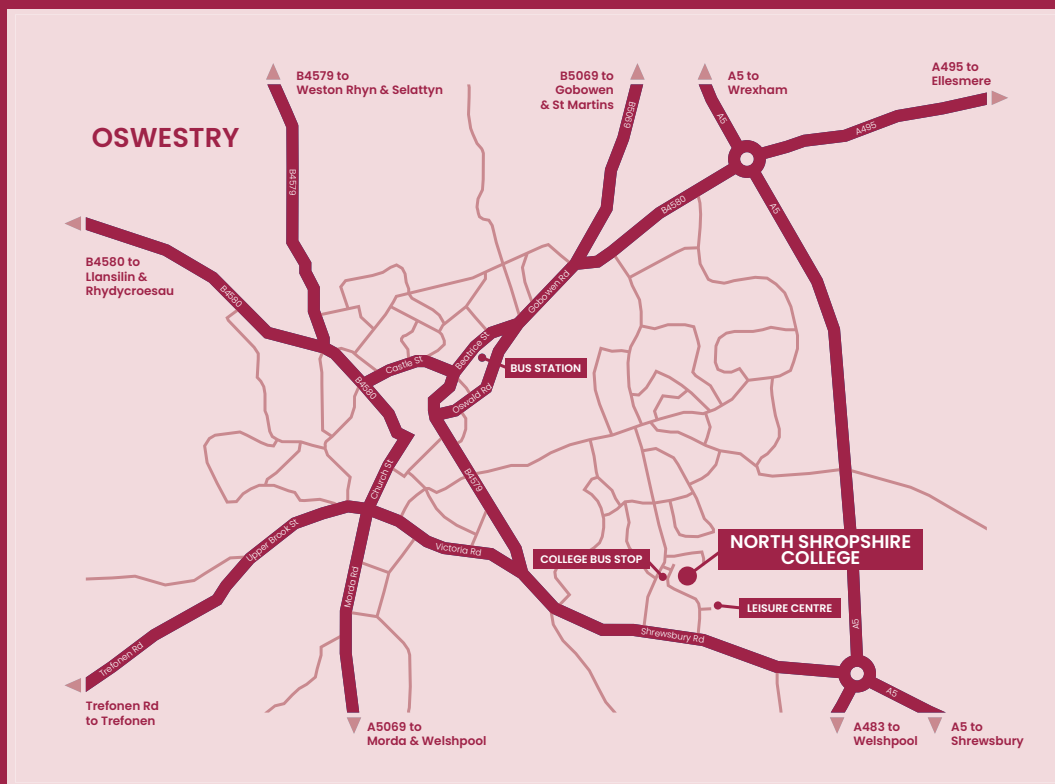 B4579 to
Weston Rhyn & Selattyn
B5069 to
Gobowen
& St Martins
A5 to
Wrexham
A495 to
Ellesmere
OSWESTRY
B5069
A5
A495
B4579
B4580
A5
B4580 to
Llansilin &
Rhydycroesau
B4580
Gobowen Rd
Beatrice St
Castle St
BUS STATION
B4580
Oswald Rd
Church St
B4579
Upper Brook St
Victoria Rd
NORTH SHROPSHIRE
COLLEGE
COLLEGE BUS STOP
Morda Rd
LEISURE CENTRE
A5
Shrewsbury Rd
Trefonen Rd
A5
Trefonen Rd
to Trefonen
A5069 to
Morda & Welshpool
A483 to
Welshpool
A5 to
Shrewsbury